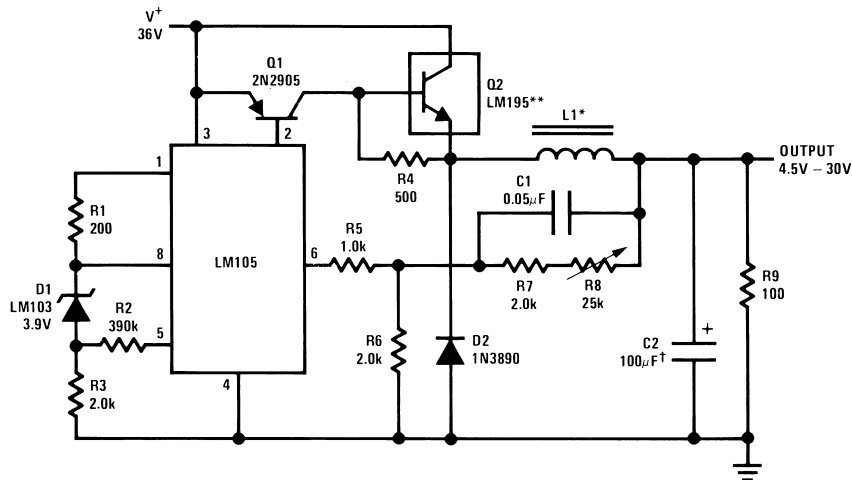 V+
36V
Q1
2N2905
Q2
LM195**
L1*
OUTPUT
4.5V – 30V
3
2
1
R4
500
C1
0.05μF
R1
200
R5
1.0k
8
LM105
6
R7
2.0k
R8
25k
R9
100
D1
LM103
3.9V
R2
390k
5
R6
2.0k
D2
1N3890
+
C2
100μF†
R3
2.0k
4